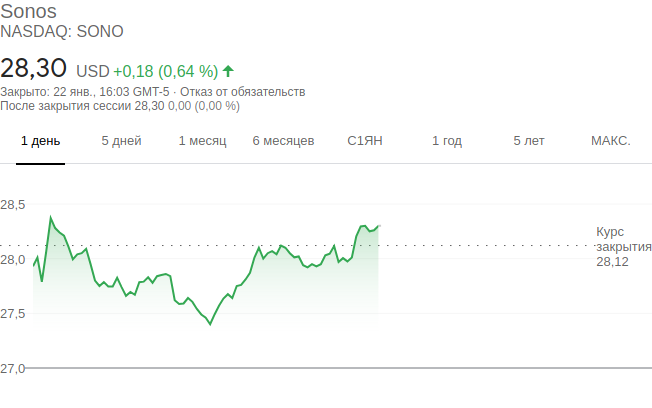 Sonos
NASDAQ: SONO
28,30 USD +0,18 (0,64 %)
Закрыто: 22 янв., 16:03 GMT-5 · Отказ от обязательств
После закрытия сессии 28,30 0,00 (0,00 %)
1 день 5 дней 1 месяц 6 месяцев С1ЯН 1 год 5 лет МАКС.
28,5
Курс
закрытия
28,12
28,0
27,5
27,0